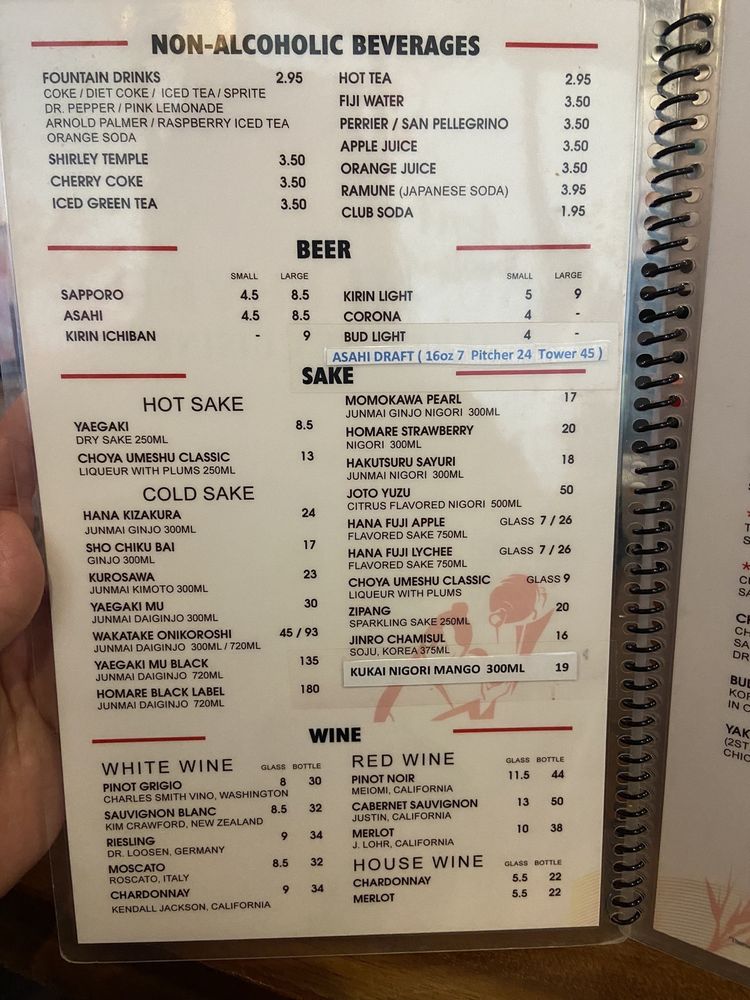 NON-ALCOHOLIC BEVERAGES
FOUNTAIN DRINKS 2.95
COKE / DIET COKE / ICED TEA / SPRITE
DR. PEPPER / PINK LEMONADE
ARNOLD PALMER / RASPBERRY ICED TEA
ORANGE SODA
SHIRLEY TEMPLE 3.50
CHERRY COKE 3.50
ICED GREEN TEA 3.50
HOT TEA 2.95
FIJI WATER 3.50
PERRIER / SAN PELLEGRINO 3.50
APPLE JUICE 3.50
ORANGE JUICE 3.50
RAMUNE (JAPANESE SODA) 3.95
CLUB SODA 1.95
BEER
SMALL LARGE
SAPPORO 4.5 8.5
ASAHI 4.5 8.5
KIRIN ICHIBAN - 9
SMALL LARGE
KIRIN LIGHT 5 9
CORONA 4 -
BUD LIGHT 4 -
ASAHI DRAFT ( 16oz 7 Pitcher 24 Tower 45 )
SAKE
HOT SAKE
YAEGAKI 8.5
DRY SAKE 250ML
CHOYA UMESHU CLASSIC 13
LIQUEUR WITH PLUMS 250ML
COLD SAKE
HANA KIZAKURA 24
JUNMAI GINJO 300ML
SHO CHIKU BAI 17
GINJO 300ML
KUROSAWA 23
JUNMAI KIMOTO 300ML
YAEGAKI MU 30
JUNMAI DAIGINJO 300ML
WAKATAKE ONIKOROSHI 45 / 93
JUNMAI DAIGINJO 300ML / 720ML
YAEGAKI MU BLACK 135
JUNMAI DAIGINJO 720ML
HOMARE BLACK LABEL 180
JUNMAI DAIGINJO 720ML
MOMOKAWA PEARL 17
JUNMAI GINJO NIGORI 300ML
HOMARE STRAWBERRY 20
NIGORI 300ML
HAKUTSURU SAYURI 18
JUNMAI NIGORI 300ML
JOTO YUZU 50
CITRUS FLAVORED NIGORI 500ML
HANA FUJI APPLE GLASS 7 / 26
FLAVORED SAKE 750ML
HANA FUJI LYCHEE GLASS 7 / 26
FLAVORED SAKE 750ML
CHOYA UMESHU CLASSIC GLASS 9
LIQUEUR WITH PLUMS
ZIPANG 20
SPARKLING SAKE 250ML
JINRO CHAMISUL 16
SOJU, KOREA 375ML
KUKAI NIGORI MANGO 300ML 19
WINE
WHITE WINE GLASS BOTTLE
PINOT GRIGIO 8 30
CHARLES SMITH VINO, WASHINGTON
SAUVIGNON BLANC 8.5 32
KIM CRAWFORD, NEW ZEALAND
RIESLING 9 34
DR. LOOSEN, GERMANY
MOSCATO 8.5 32
ROSCATO, ITALY
CHARDONNAY 9 34
KENDALL JACKSON, CALIFORNIA
RED WINE GLASS BOTTLE
PINOT NOIR 11.5 44
MEIOMI, CALIFORNIA
CABERNET SAUVIGNON 13 50
JUSTIN, CALIFORNIA
MERLOT 10 38
J. LOHR, CALIFORNIA
HOUSE WINE GLASS BOTTLE
CHARDONNAY 5.5 22
MERLOT 5.5 22